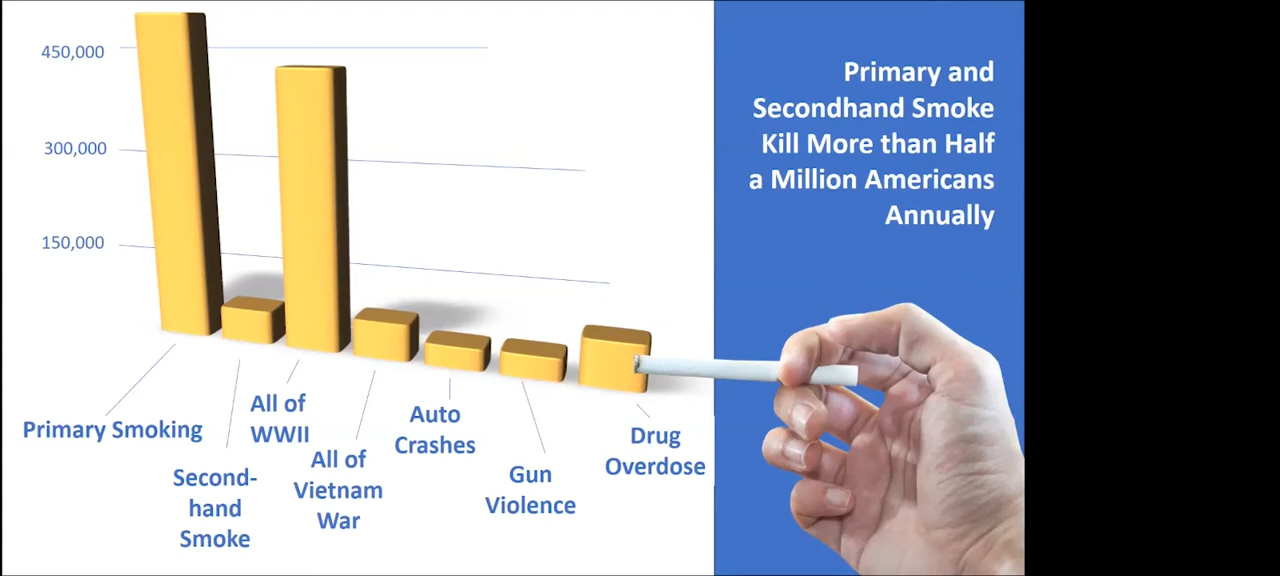 450,000
300,000
150,000
Primary Smoking
Second-
hand
Smoke
All of
WWII
All of
Vietnam
War
Auto
Crashes
Gun
Violence
Drug
Overdose
Primary and
Secondhand Smoke
Kill More than Half
a Million Americans
Annually